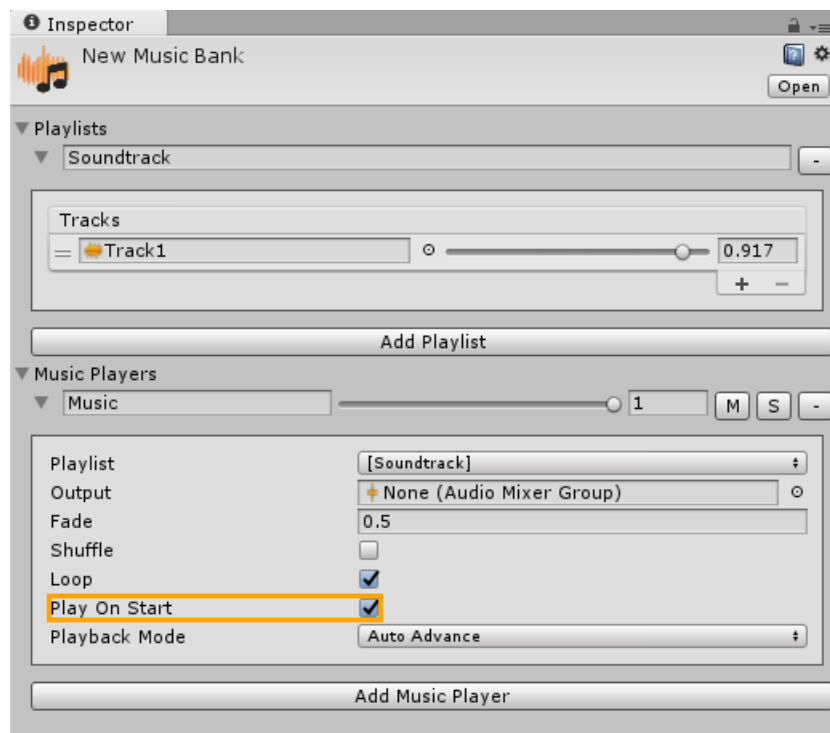 Inspector
New Music Bank
Open
Playlists
Soundtrack
-
Tracks
Track1 0.917
+ −
Add Playlist
Music Players
Music 1 M S -
Playlist [Soundtrack]
Output None (Audio Mixer Group)
Fade 0.5
Shuffle
Loop
Play On Start
Playback Mode Auto Advance
Add Music Player